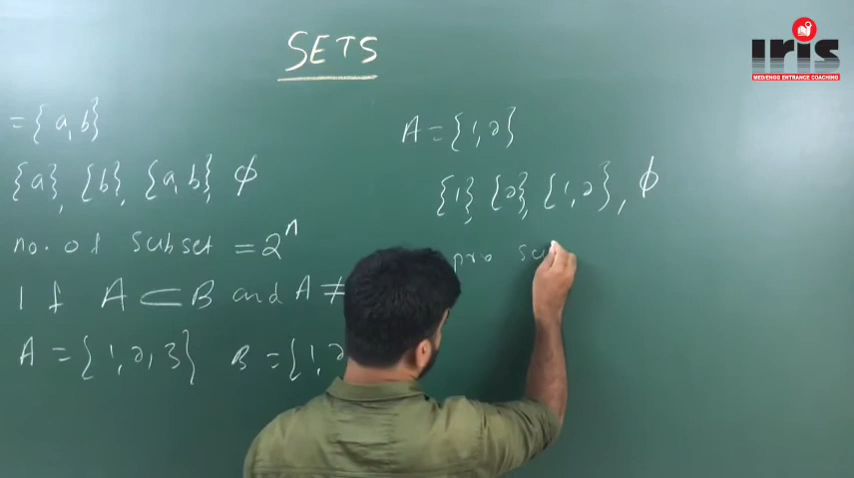 SETS
IRIS
MED/ENGG ENTRANCE COACHING
={a,b}
{a}, {b}, {a,b}, ϕ
no. of subset = 2^n
If A ⊂ B and A ≠
A = {1,2,3} B = {1,2
A = {1,2}
{1}, {2}, {1,2}, ϕ
pro su